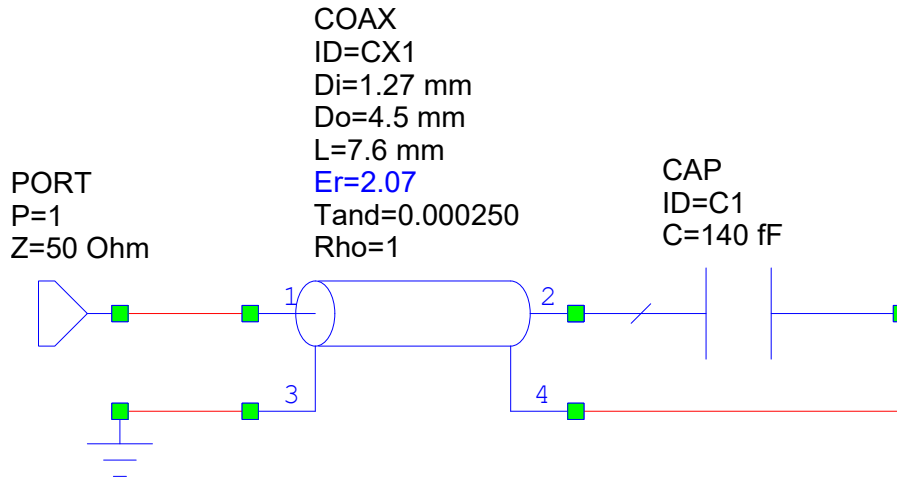 COAX
ID=CX1
Di=1.27 mm
Do=4.5 mm
L=7.6 mm
Er=2.07
Tand=0.000250
Rho=1
PORT
P=1
Z=50 Ohm
CAP
ID=C1
C=140 fF
1
2
3
4